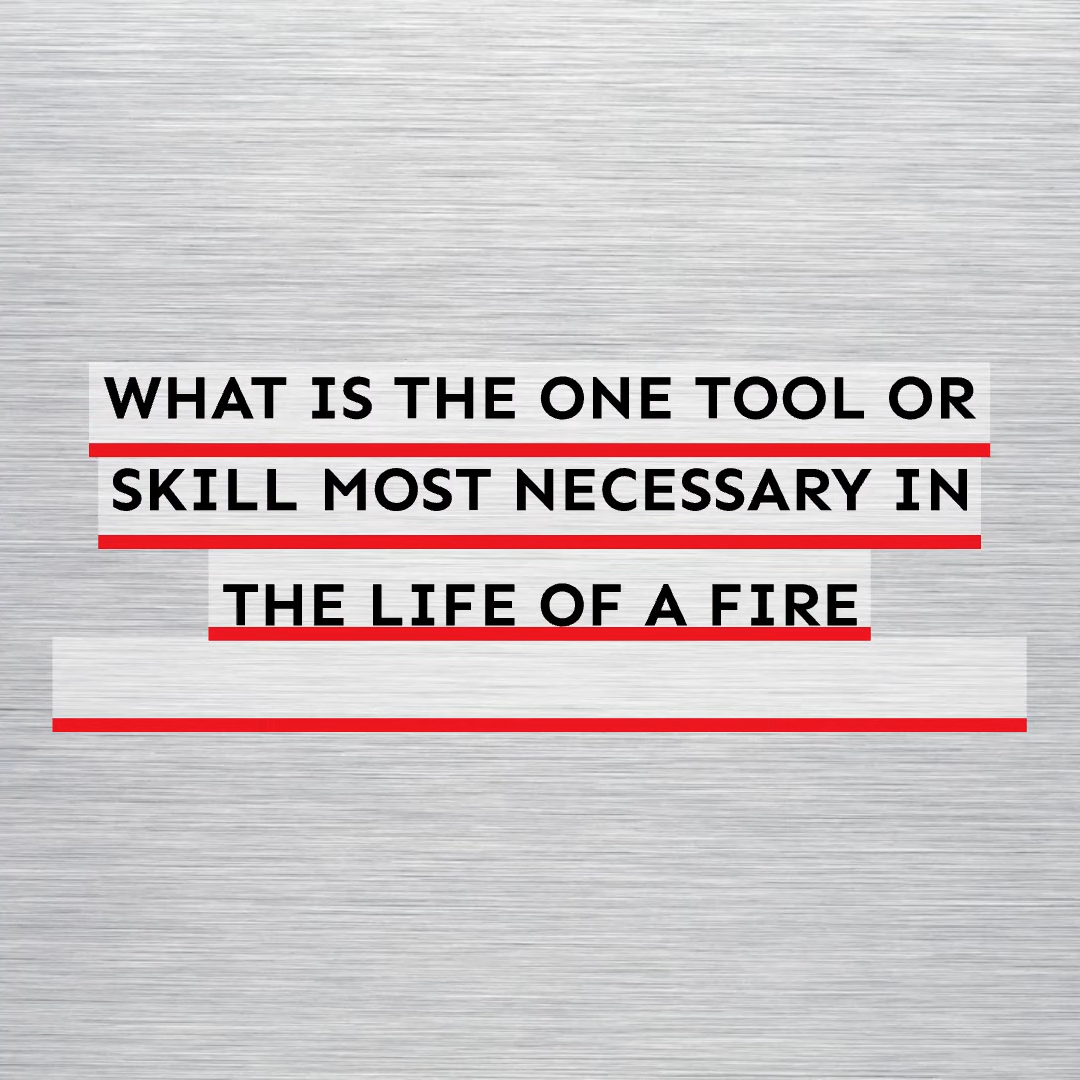 WHAT IS THE ONE TOOL OR
SKILL MOST NECESSARY IN
THE LIFE OF A FIRE